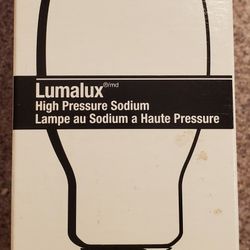 Lumalux®/md
High Pressure Sodium
Lampe au Sodium a Haute Pressure